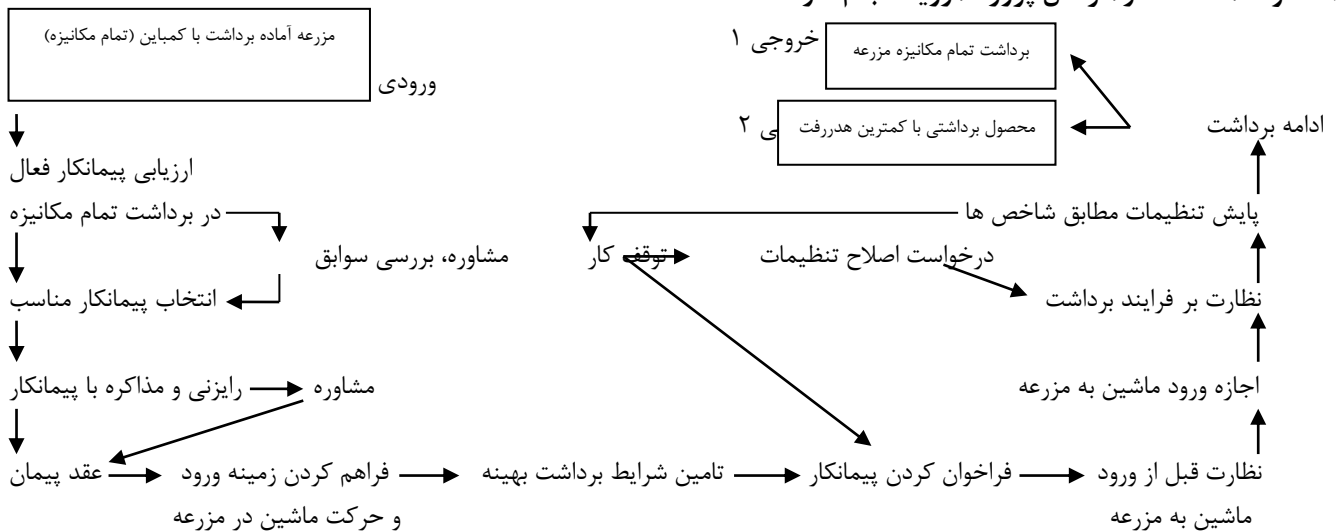 مزرعه آماده برداشت با کمباین (تمام مکانیزه)
ورودی
برداشت تمام مکانیزه مزرعه
خروجی ۱
محصول برداشتی با کمترین هدررفت
ی ۲
ادامه برداشت
ارزیابی پیمانکار فعال
در برداشت تمام مکانیزه
پایش تنظیمات مطابق شاخص ها
مشاوره، بررسی سوابق
توقف کار
درخواست اصلاح تنظیمات
انتخاب پیمانکار مناسب
نظارت بر فرایند برداشت
رایزنی و مذاکره با پیمانکار
مشاوره
اجازه ورود ماشین به مزرعه
عقد پیمان
فراهم کردن زمینه ورود
و حرکت ماشین در مزرعه
تامین شرایط برداشت بهینه
فراخوان کردن پیمانکار
نظارت قبل از ورود
ماشین به مزرعه